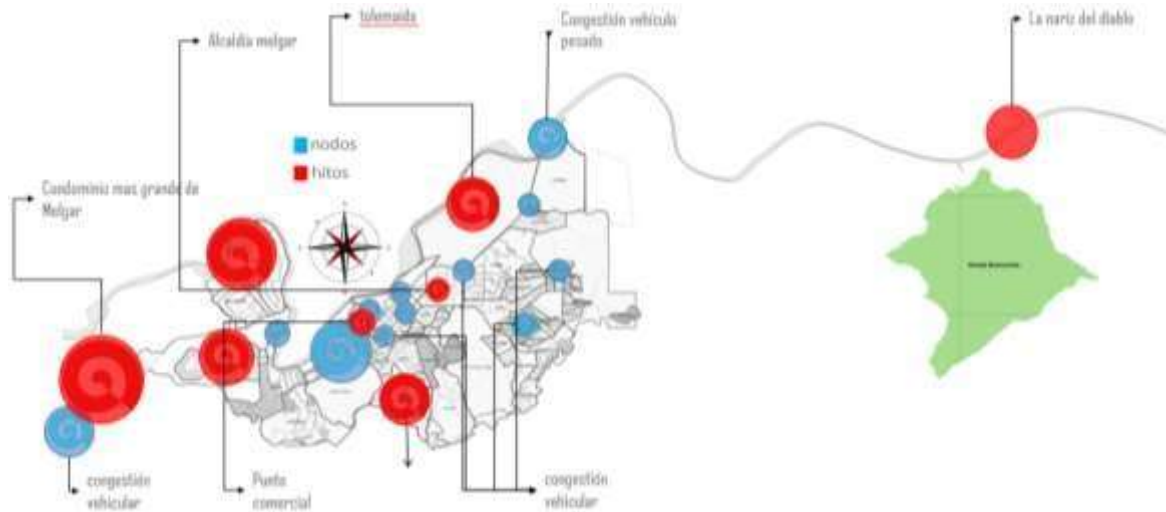 tolemaida
Congestión vehículo
pesado
La nariz del diablo
Alcaldía melgar
nodos
hitos
Condominio mas grande de
Melgar
congestión
vehicular
Punto
comercial
congestión
vehicular